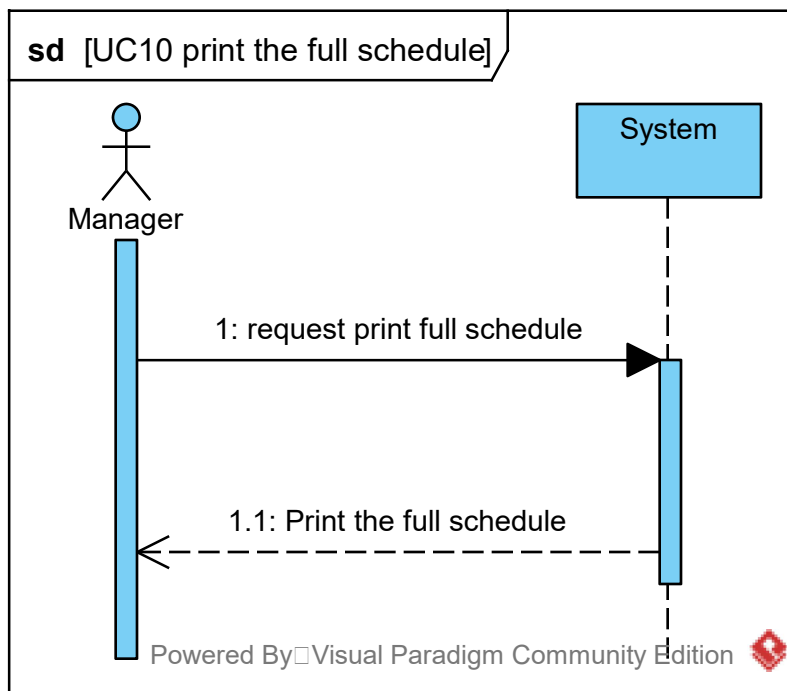 sd [UC10 print the full schedule]
System
Manager
1: request print full schedule
1.1: Print the full schedule
Powered By□Visual Paradigm Community Edition